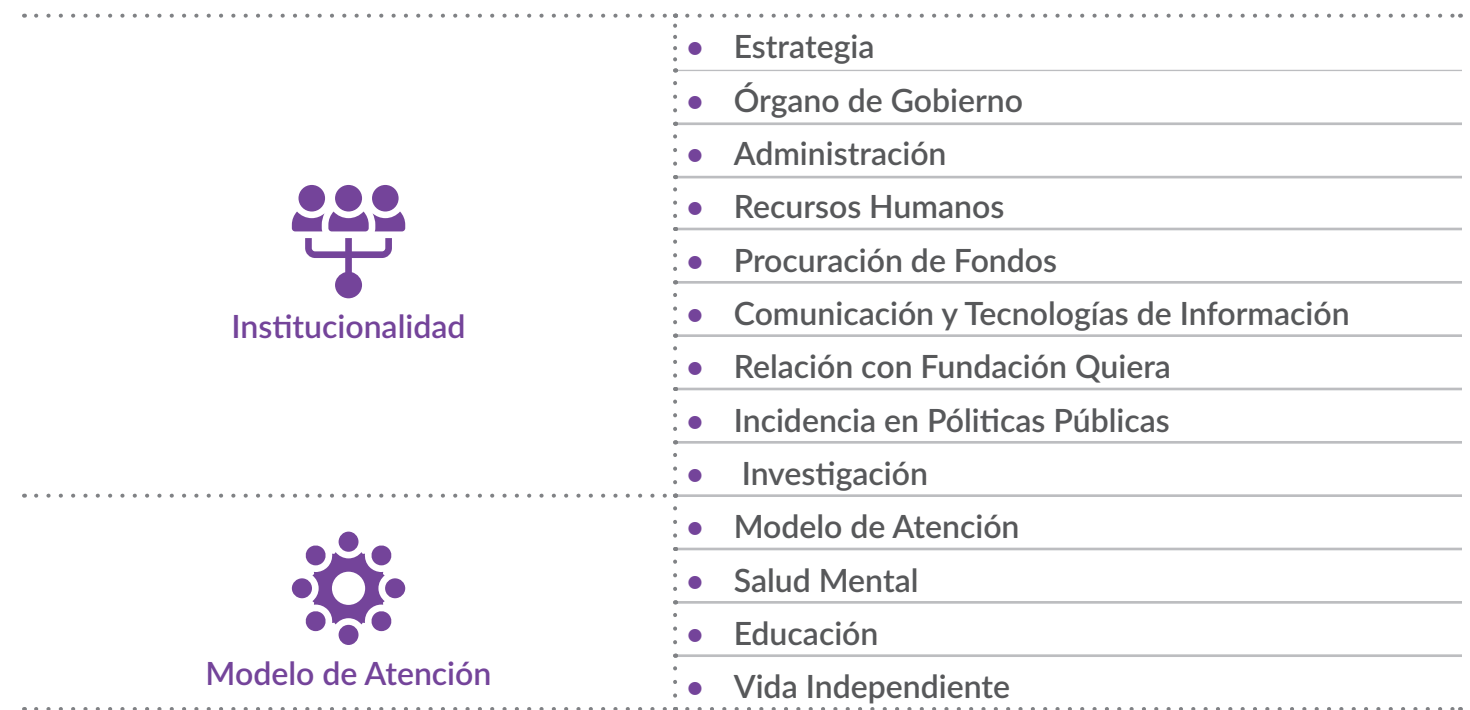 Institucionalidad
• Estrategia
• Órgano de Gobierno
• Administración
• Recursos Humanos
• Procuración de Fondos
• Comunicación y Tecnologías de Información
• Relación con Fundación Quiera
• Incidencia en Póliticas Públicas
• Investigación
Modelo de Atención
• Modelo de Atención
• Salud Mental
• Educación
• Vida Independiente